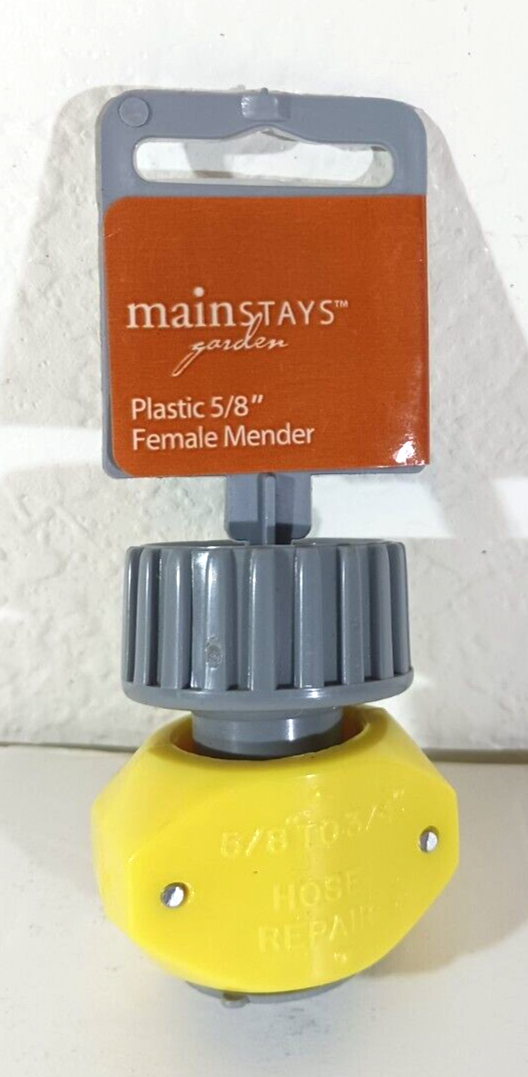 mainSTAYS™
garden
Plastic 5/8"
Female Mender
5/8" TO 3/4"
HOSE
REPAIR